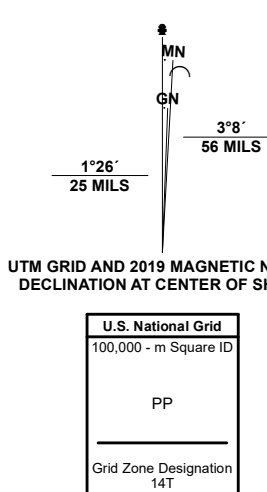 MN
GN
3°8´
56 MILS
1°26´
25 MILS
UTM GRID AND 2019 MAGNETIC N
DECLINATION AT CENTER OF SH
U.S. National Grid
100,000 - m Square ID
PP
Grid Zone Designation
14T